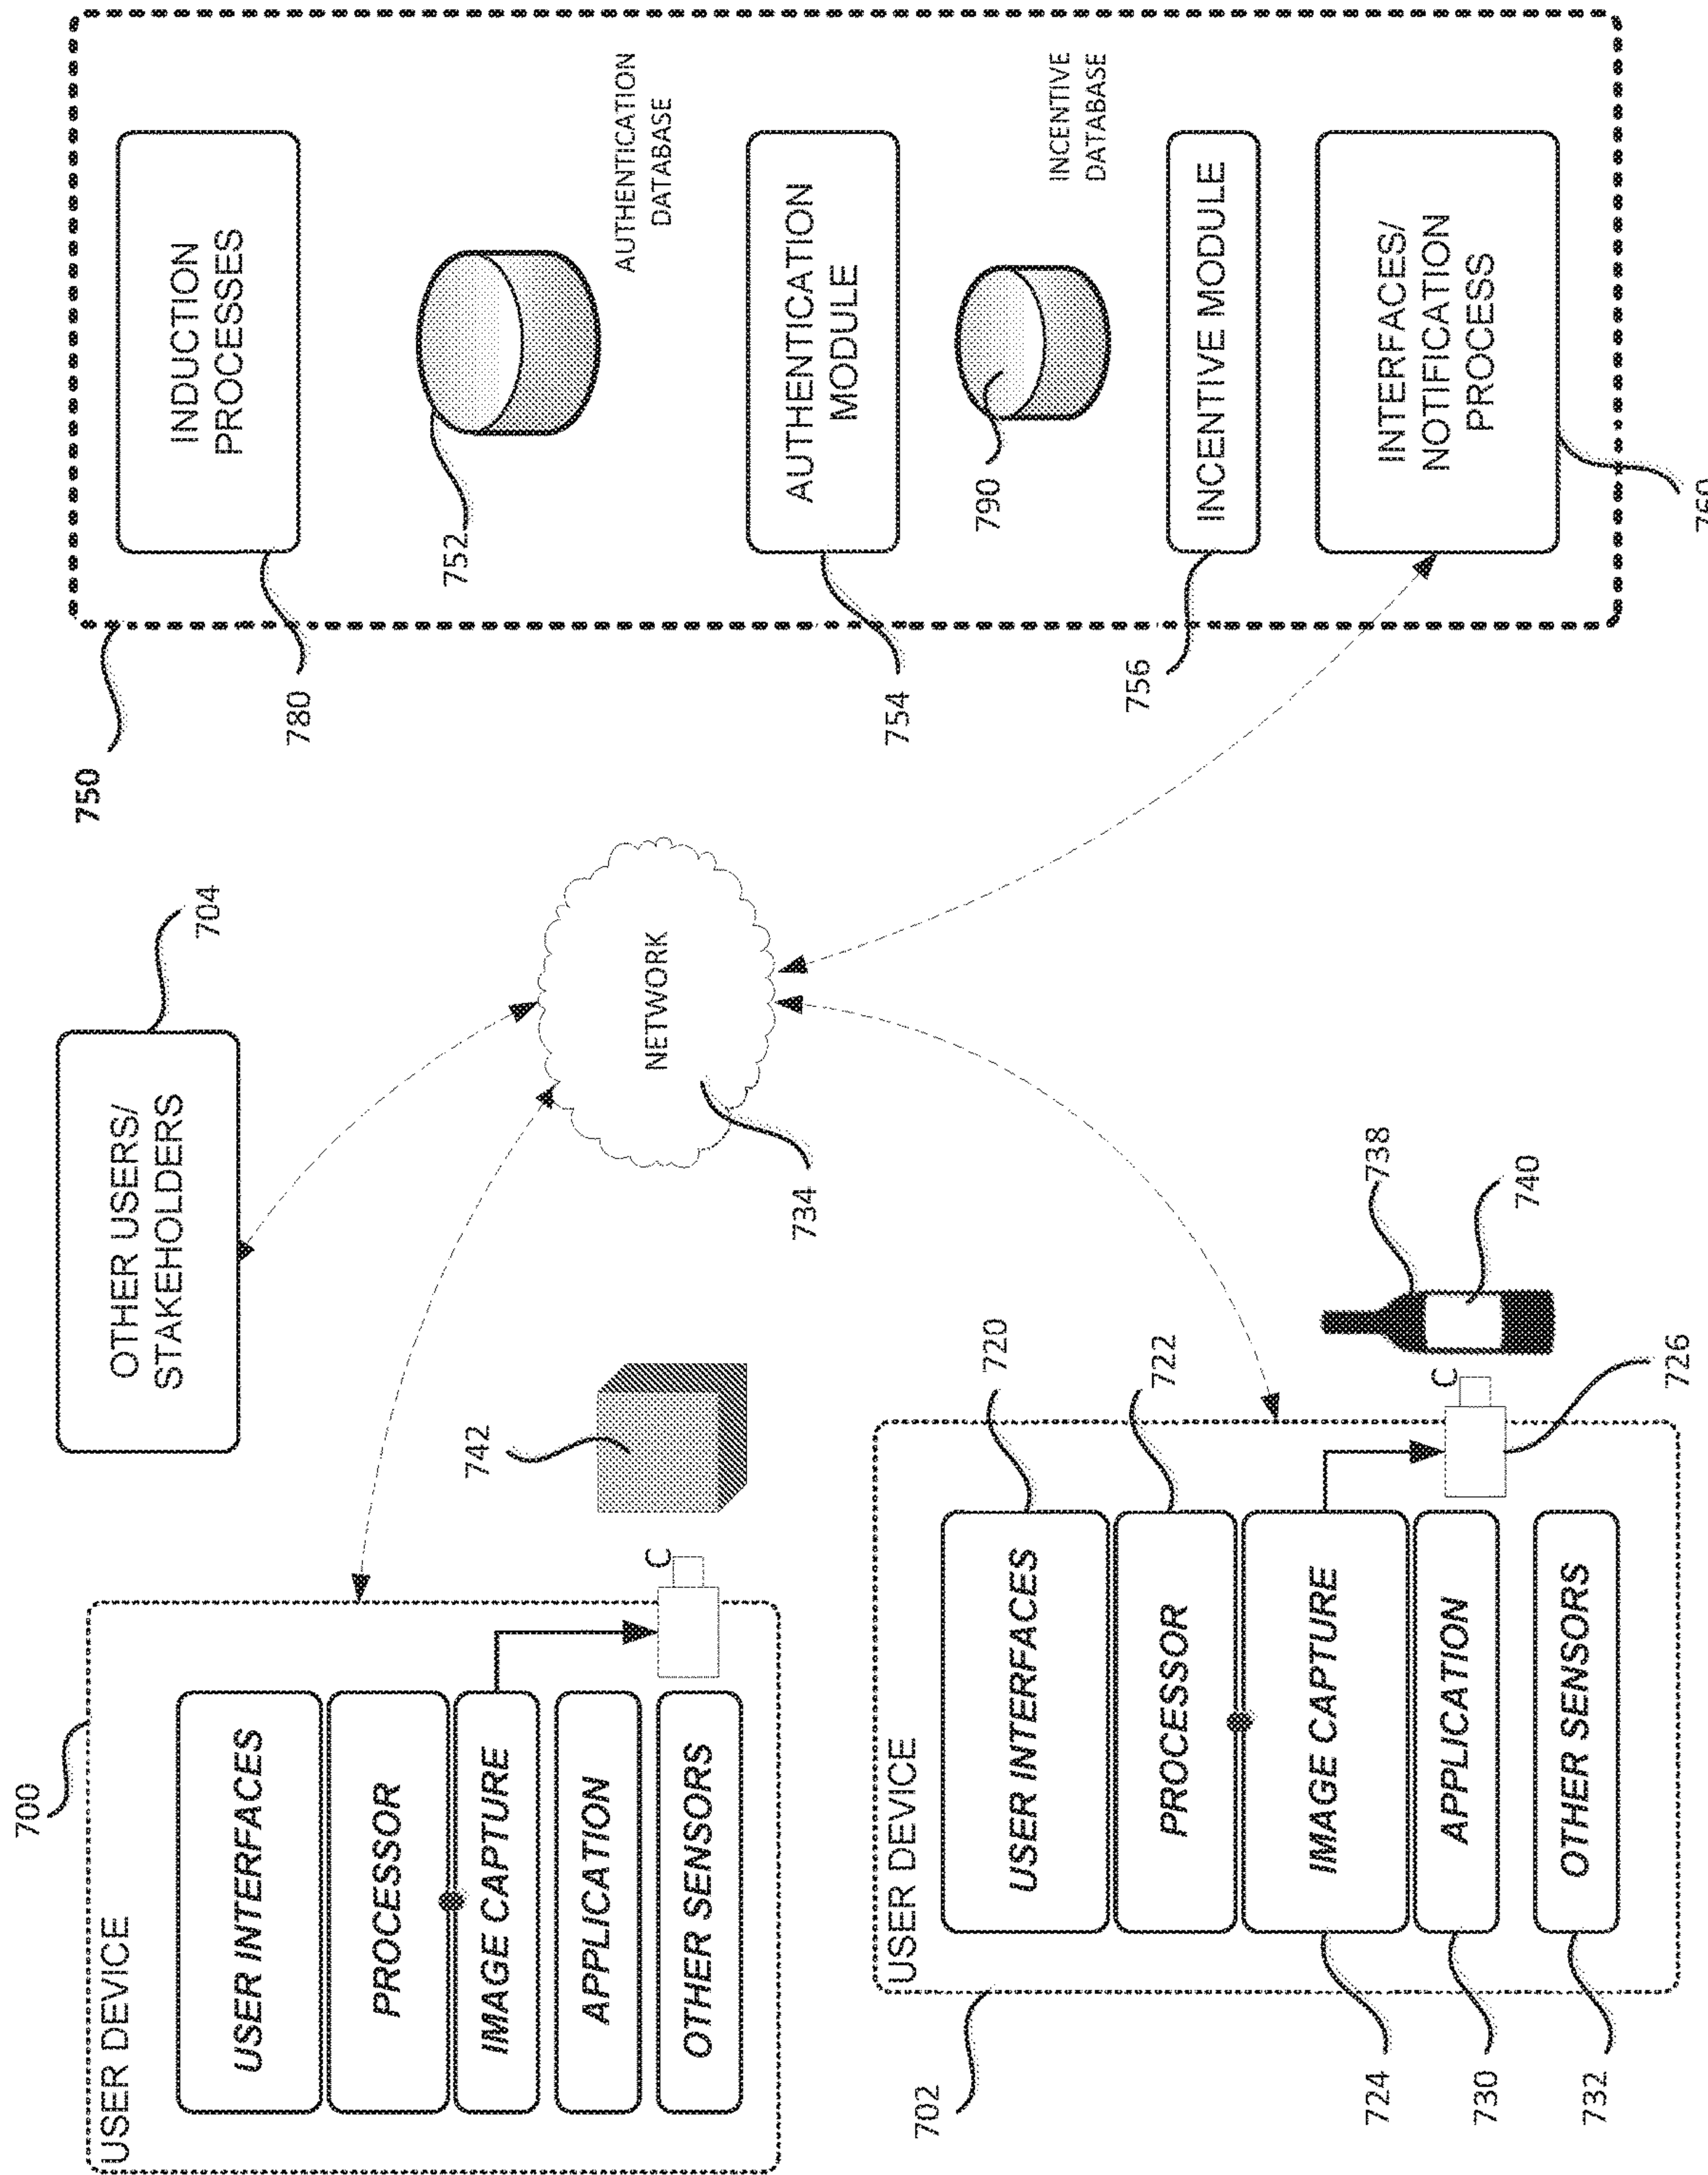 USER DEVICE
700
USER INTERFACES
PROCESSOR
IMAGE CAPTURE
APPLICATION
OTHER SENSORS
C
742
OTHER USERS/
STAKEHOLDERS
704
NETWORK
734
USER DEVICE
702
USER INTERFACES
720
PROCESSOR
722
IMAGE CAPTURE
724
APPLICATION
730
OTHER SENSORS
732
C
726
738
740
750
INDUCTION
PROCESSES
780
752
AUTHENTICATION
DATABASE
AUTHENTICATION
MODULE
754
790
INCENTIVE
DATABASE
INCENTIVE MODULE
756
INTERFACES/
NOTIFICATION
PROCESS
760